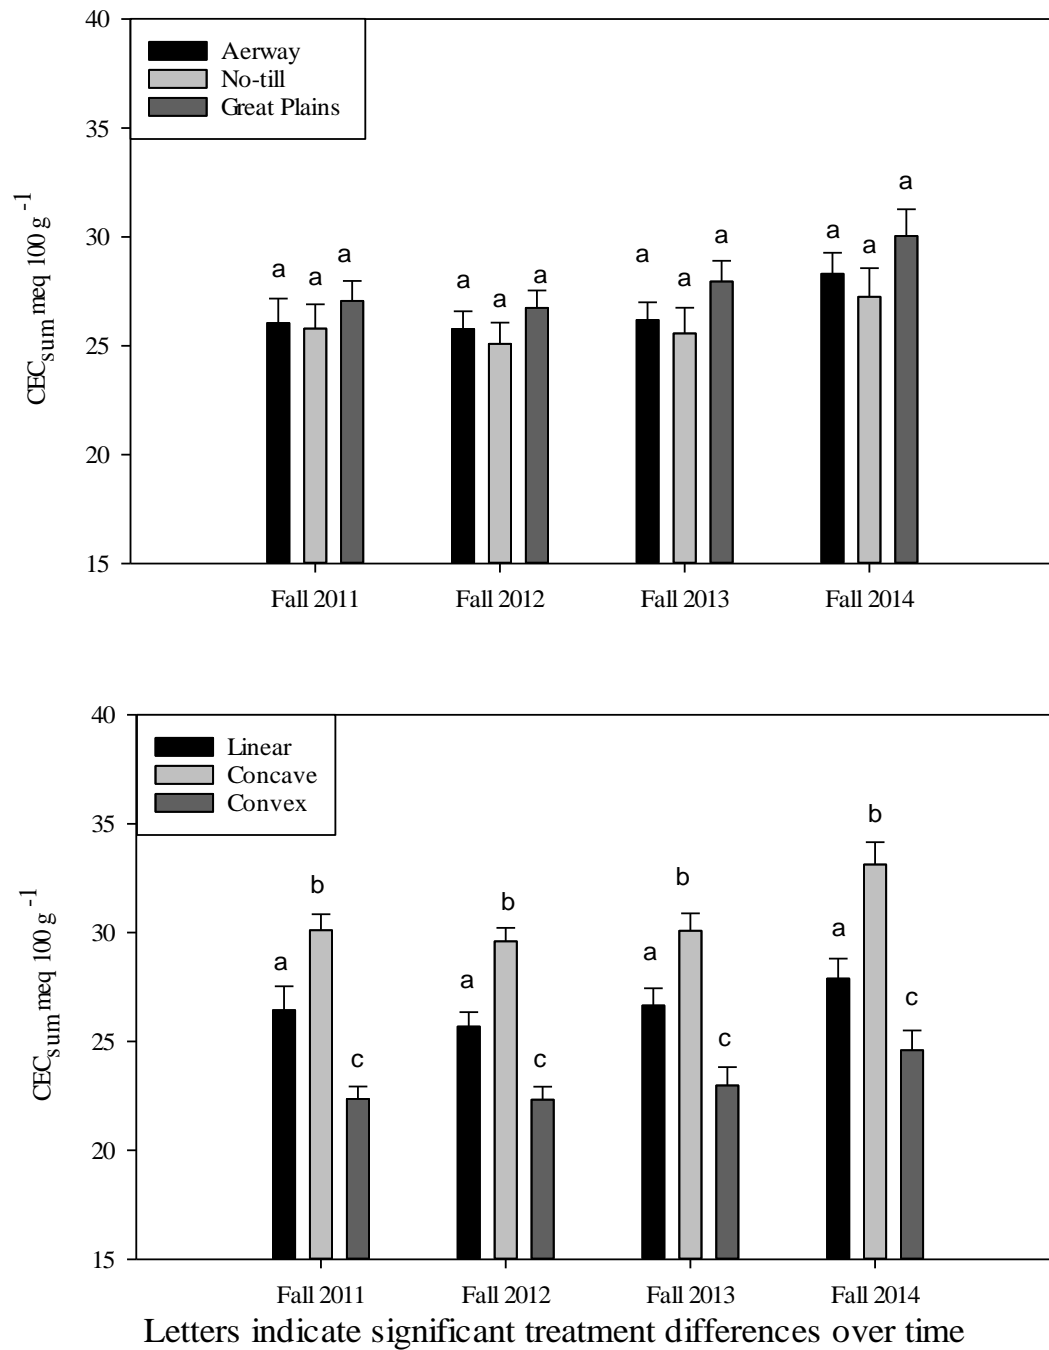 40
Aerway
No-till
Great Plains
35
30
25
20
15
CECsum meq 100 g -1
a a a a a a a a a a a a
Fall 2011 Fall 2012 Fall 2013 Fall 2014
40
Linear
Concave
Convex
35
30
25
20
15
CECsum meq 100 g -1
a b c a b c a b c a b c
Fall 2011 Fall 2012 Fall 2013 Fall 2014
Letters indicate significant treatment differences over time